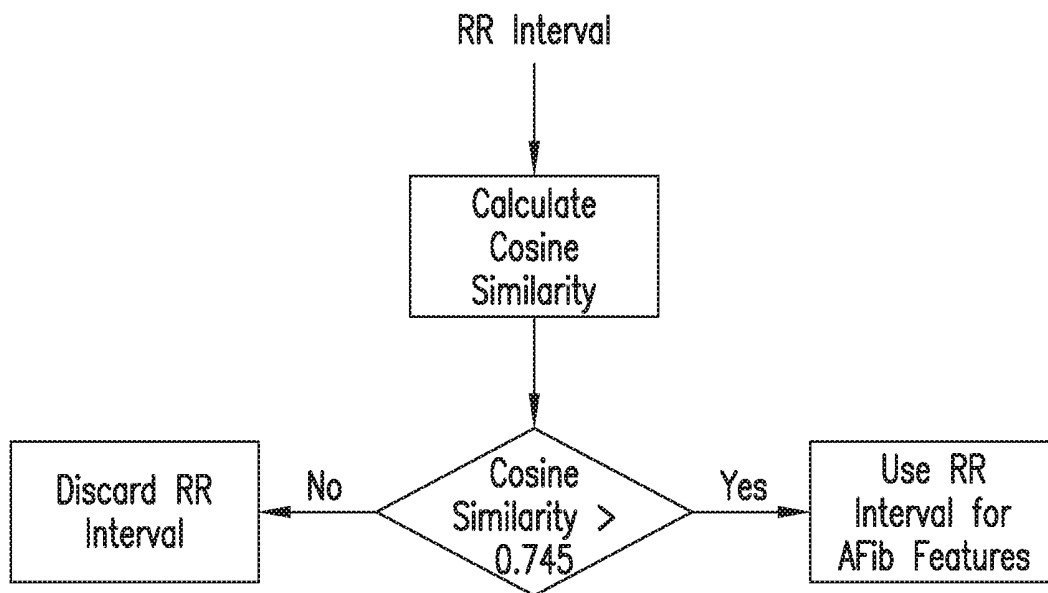 RR Interval
Calculate
Cosine
Similarity
Discard RR
Interval
No
Cosine
Similarity >
0.745
Yes
Use RR
Interval for
AFib Features